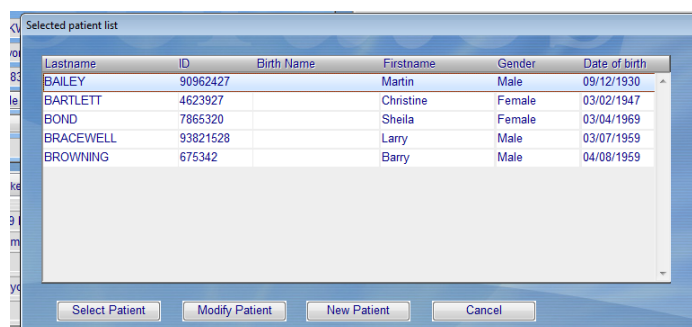 Selected patient list
Lastname ID Birth Name Firstname Gender Date of birth
BAILEY 90962427 Martin Male 09/12/1930
BARTLETT 4623927 Christine Female 03/02/1947
BOND 7865320 Sheila Female 03/04/1969
BRACEWELL 93821528 Larry Male 03/07/1959
BROWNING 675342 Barry Male 04/08/1959
Select Patient Modify Patient New Patient Cancel